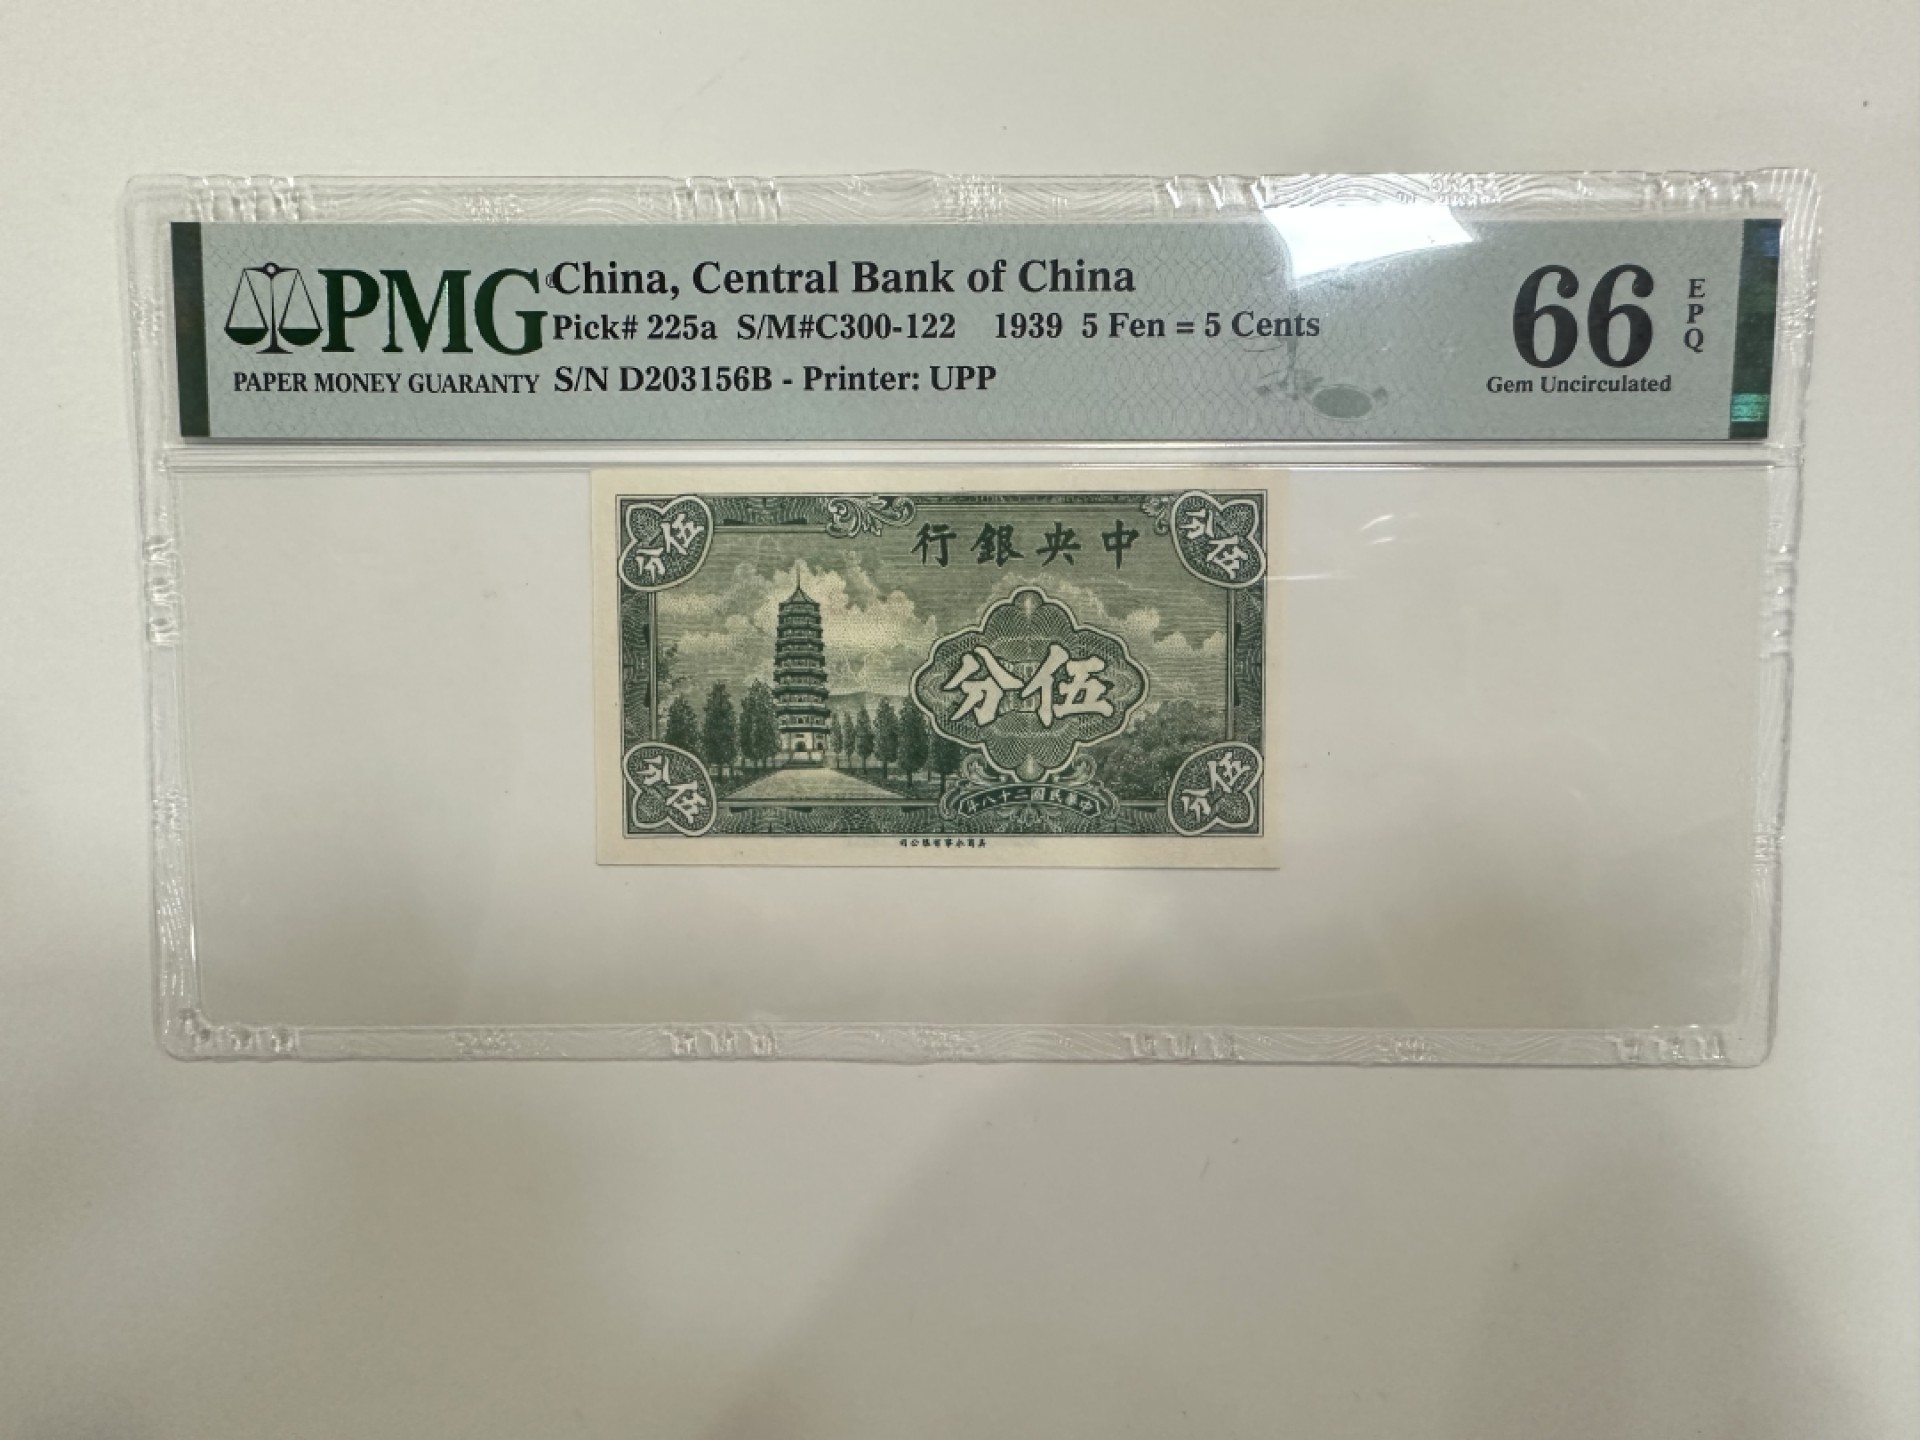 PMG
PAPER MONEY GUARANTY
China, Central Bank of China
Pick# 225a S/M#C300-122 1939 5 Fen = 5 Cents
S/N D203156B - Printer: UPP
66
EPQ
Gem Uncirculated
伍分
伍分
中央銀行
伍分
伍分
伍分
中華民國二十八年